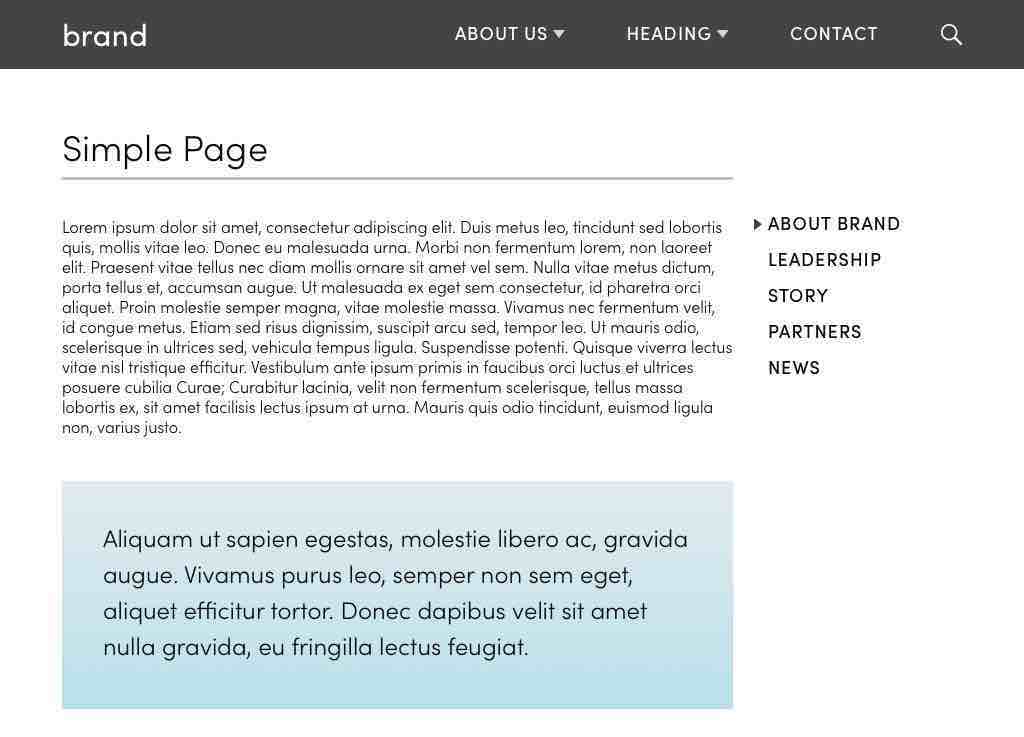 brand
ABOUT US
HEADING
CONTACT
Simple Page
Lorem ipsum dolor sit amet, consectetur adipiscing elit. Duis metus leo, tincidunt sed lobortis
quis, mollis vitae leo. Donec eu malesuada urna. Morbi non fermentum lorem, non laoreet
elit. Praesent vitae tellus nec diam mollis ornare sit amet vel sem. Nulla vitae metus dictum,
porta tellus et, accumsan augue. Ut malesuada ex eget sem consectetur, id pharetra orci
aliquet. Proin molestie semper magna, vitae molestie massa. Vivamus nec fermentum velit,
id congue metus. Etiam sed risus dignissim, suscipit arcu sed, tempor leo. Ut mauris odio,
scelerisque in ultrices sed, vehicula tempus ligula. Suspendisse potenti. Quisque viverra lectus
vitae nisl tristique efficitur. Vestibulum ante ipsum primis in faucibus orci luctus et ultrices
posuere cubilia Curae; Curabitur lacinia, velit non fermentum scelerisque, tellus massa
lobortis ex, sit amet facilisis lectus ipsum at urna. Mauris quis odio tincidunt, euismod ligula
non, varius justo.
Aliquam ut sapien egestas, molestie libero ac, gravida
augue. Vivamus purus leo, semper non sem eget,
aliquet efficitur tortor. Donec dapibus velit sit amet
nulla gravida, eu fringilla lectus feugiat.
ABOUT BRAND
LEADERSHIP
STORY
PARTNERS
NEWS